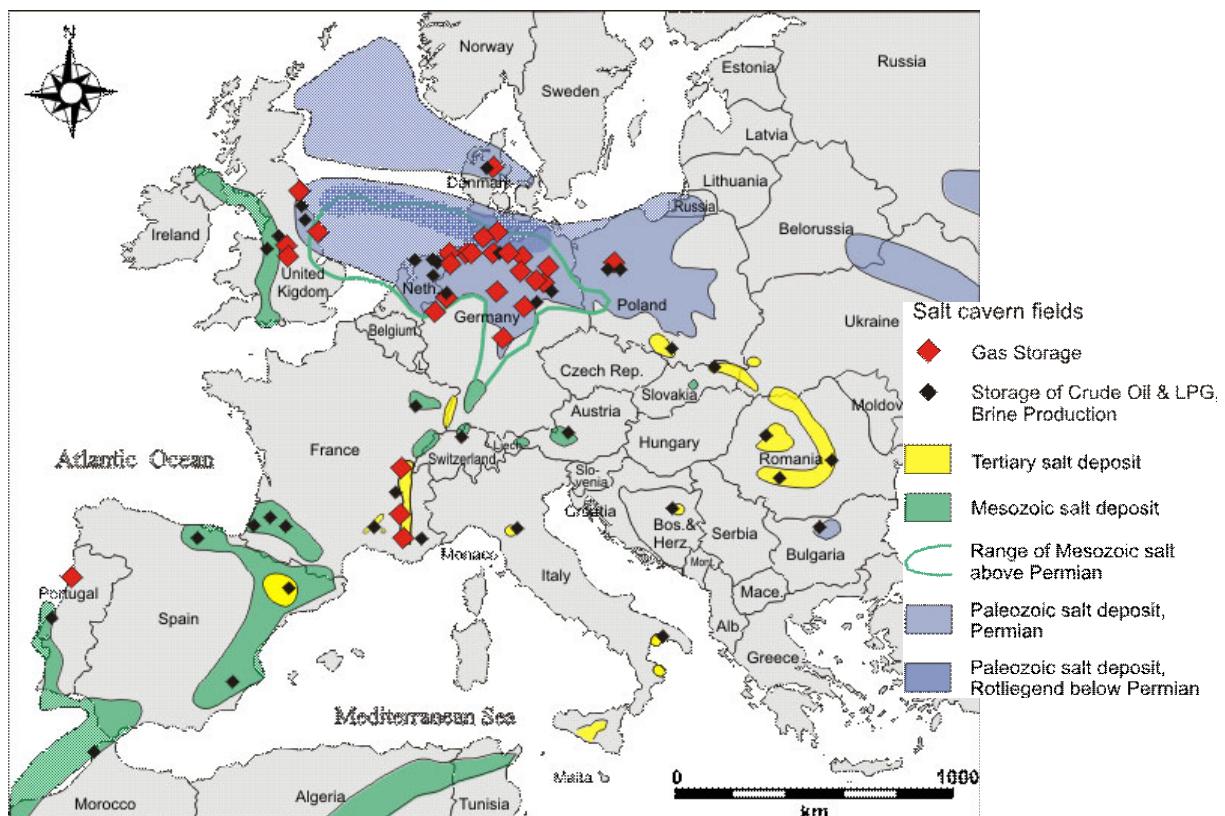 N
Norway
Sweden
Estonia
Russia
Latvia
Lithuania
Russia
Belorussia
Denmark
Ireland
United
Kigdom
Neth.
Germany
Poland
Belgium
Ukraine
Czech Rep.
Slovakia
Moldov
Austria
Hungary
France
Switzerland
Liech.
Romania
Slo-
venia
Croatia
Bos.&
Herz.
Serbia
Bulgaria
Monaco
Italy
Mont.
Mace.
Alb.
Greece
Atlantic Ocean
Portugal
Spain
Mediterranean Sea
Malta
Morocco
Algeria
Tunisia
0
1000
km
Salt cavern fields
Gas Storage
Storage of Crude Oil & LPG,
Brine Production
Tertiary salt deposit
Mesozoic salt deposit
Range of Mesozoic salt
above Permian
Paleozoic salt deposit,
Permian
Paleozoic salt deposit,
Rotliegend below Permian